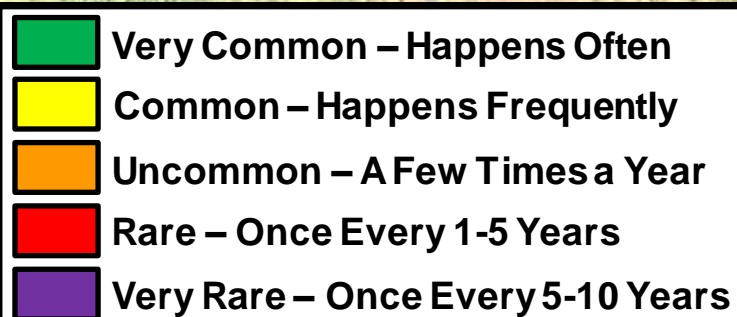 Very Common – Happens Often
Common – Happens Frequently
Uncommon – A Few Times a Year
Rare – Once Every 1-5 Years
Very Rare – Once Every 5-10 Years